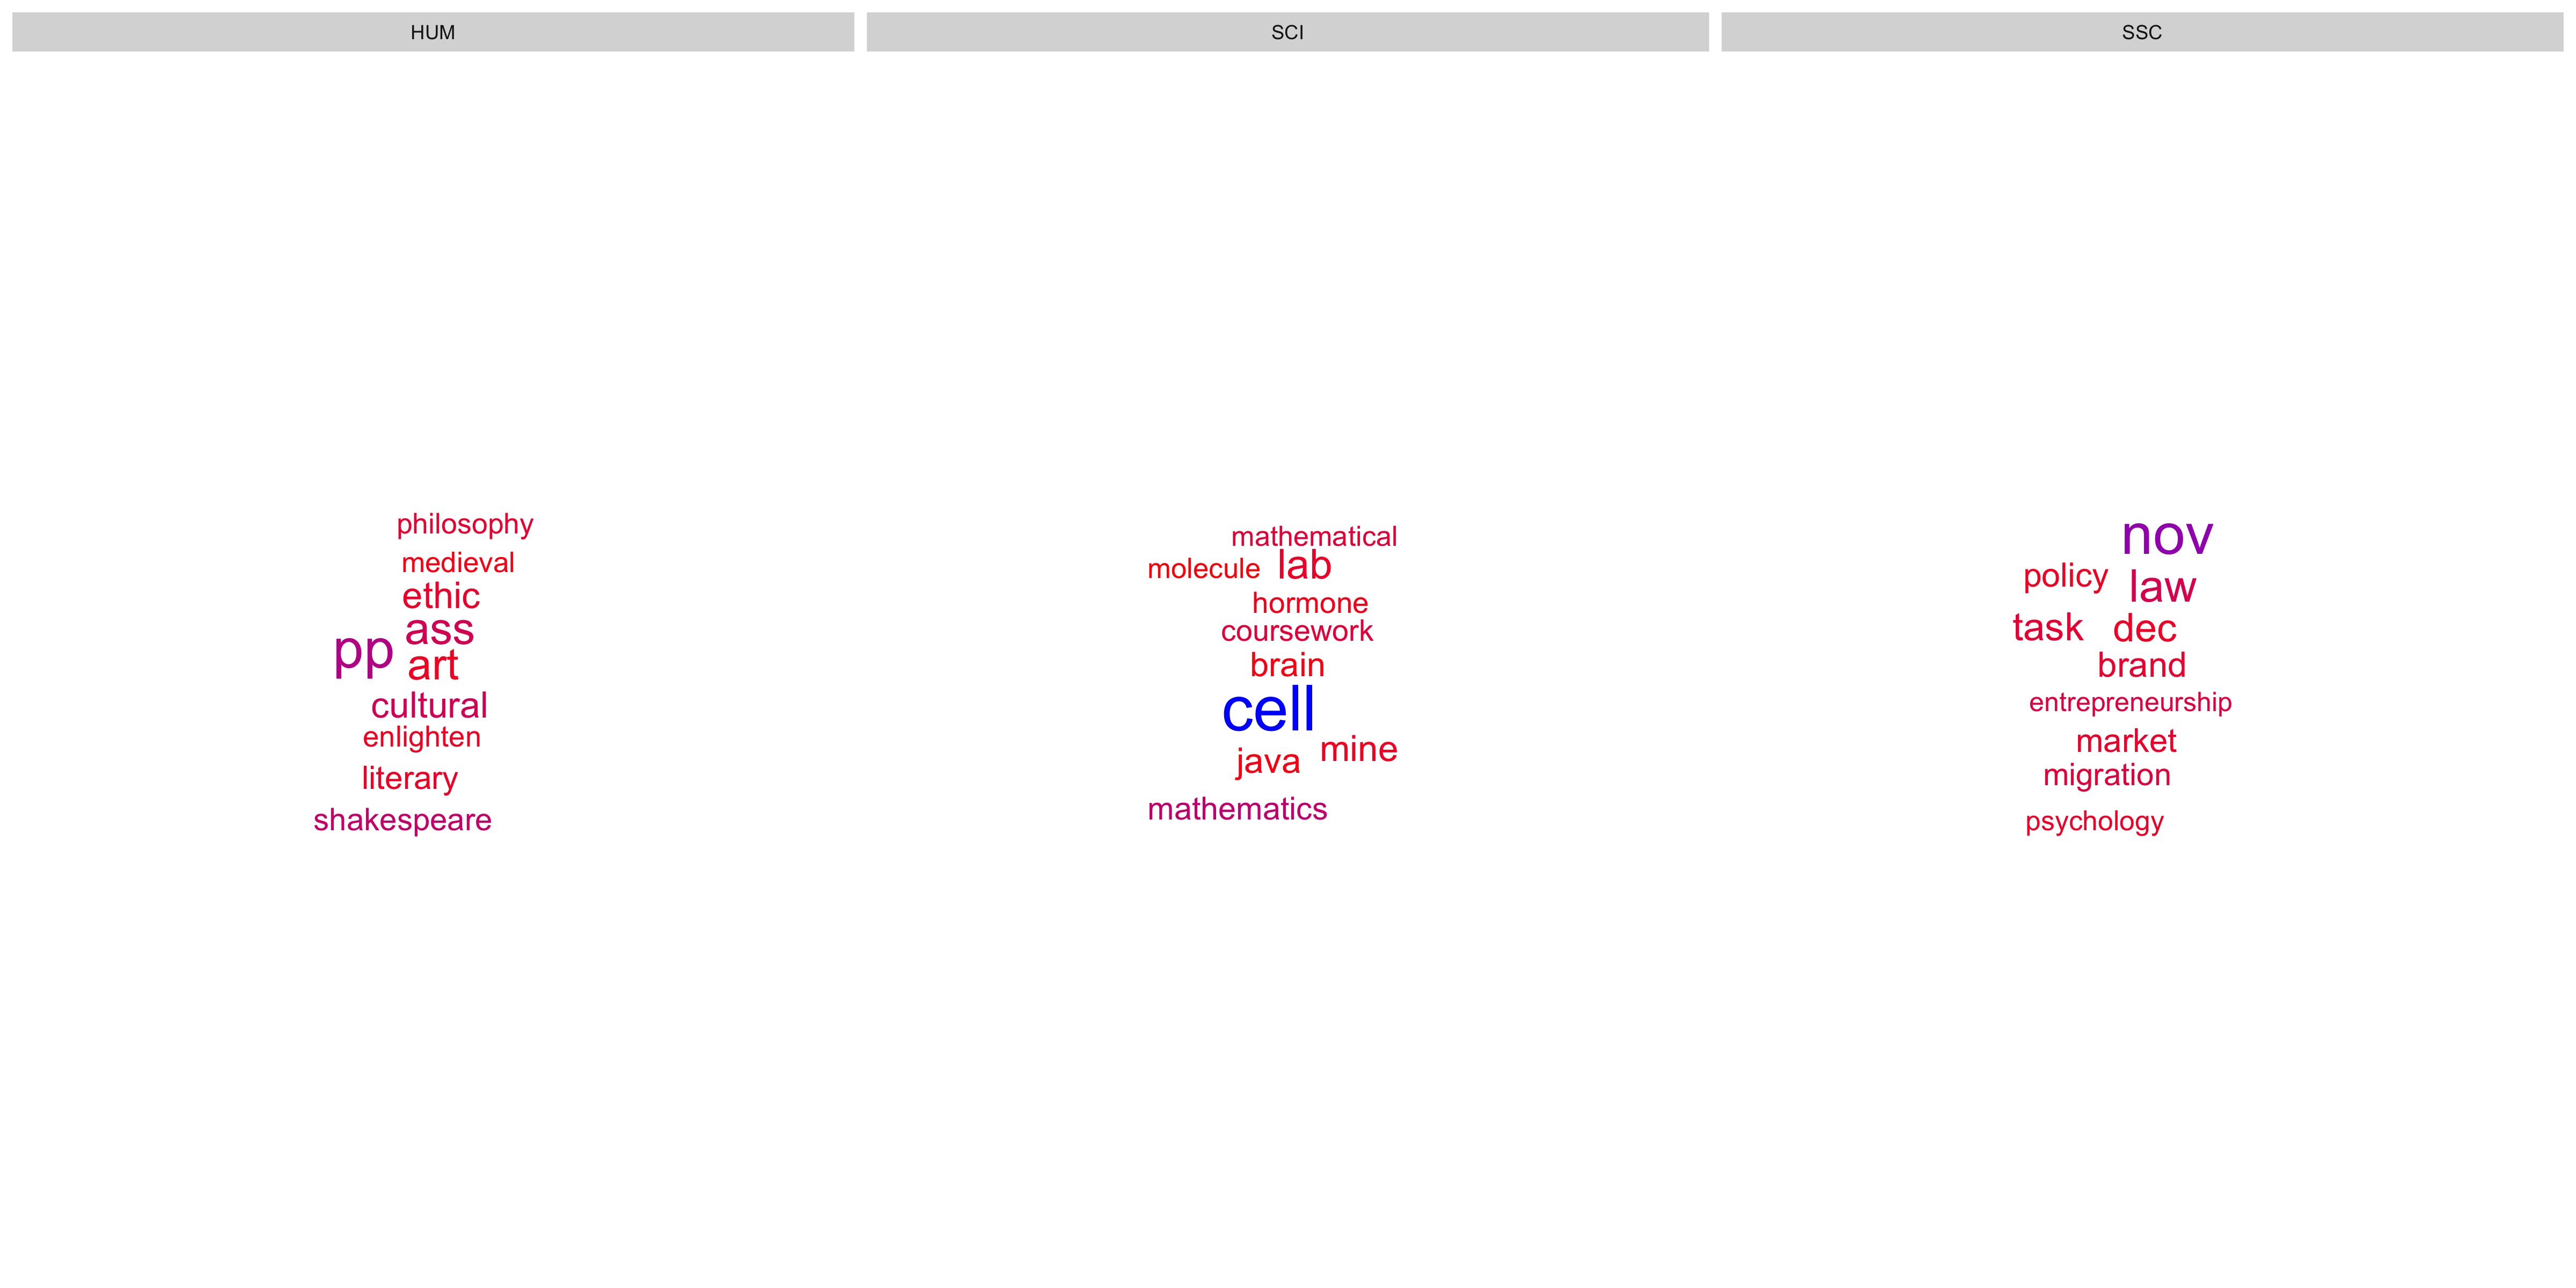 HUM
philosophy
medieval
ethic
ass
pp
art
cultural
enlighten
literary
shakespeare
SCI
mathematical
molecule lab
hormone
coursework
brain
cell
mine
java
mathematics
SSC
nov
policy law
task dec
brand
entrepreneurship
market
migration
psychology